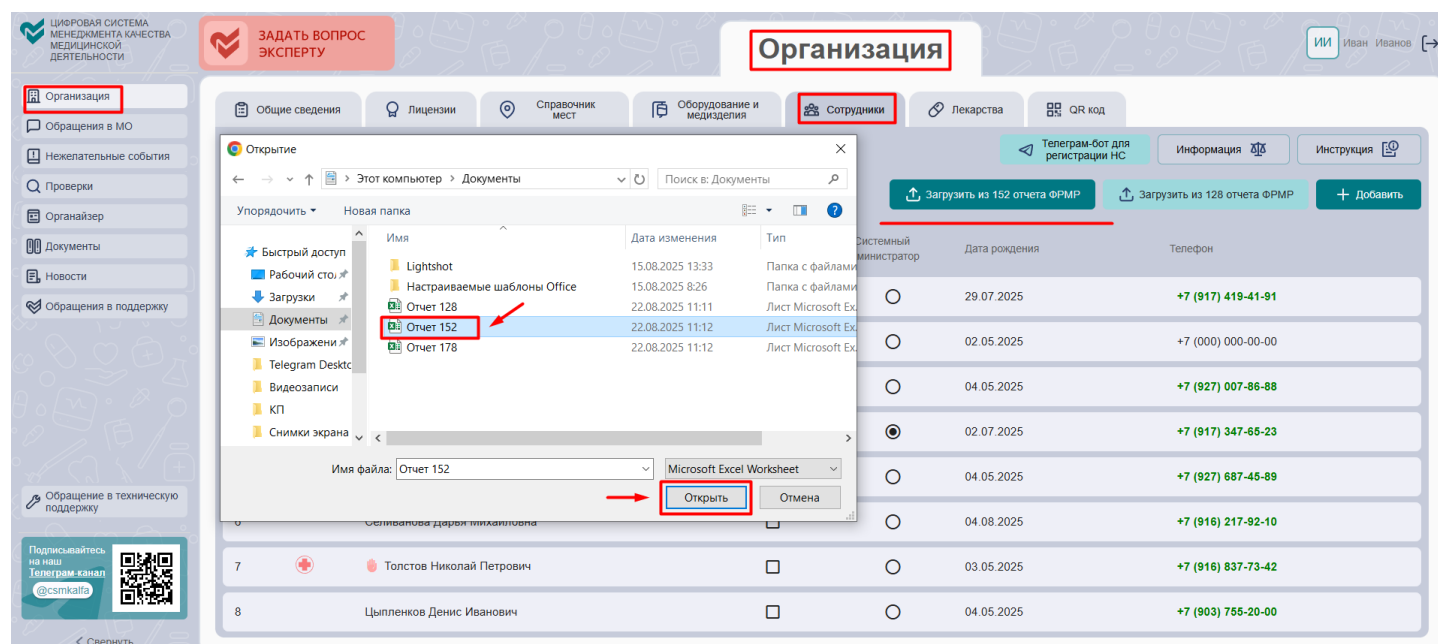 ЦИФРОВАЯ СИСТЕМА
МЕНЕДЖМЕНТА КАЧЕСТВА
МЕДИЦИНСКОЙ
ДЕЯТЕЛЬНОСТИ
ЗАДАТЬ ВОПРОС
ЭКСПЕРТУ
Организация
ИИ Иван Иванов
Организация
Обращения в МО
Нежелательные события
Проверки
Органайзер
Документы
Новости
Обращения в поддержку
Обращение в техническую
поддержку
Подписывайтесь
на наш
Телеграм-канал
@csmkalfa
Свернуть
Общие сведения
Лицензии
Справочник
мест
Оборудование и
медизделия
Сотрудники
Лекарства
QR код
Телеграм-бот для
регистрации НС
Информация
Инструкция
Загрузить из 152 отчета ФРМР
Загрузить из 128 отчета ФРМР
Добавить
Открытие
Этот компьютер > Документы
Поиск в: Документы
Упорядочить
Новая папка
Быстрый доступ
Рабочий сто
Загрузки
Документы
Изображени
Telegram Deskto
Видеозаписи
КП
Снимки экрана
Имя Дата изменения Тип
Lightshot 15.08.2025 13:33 Папка с файлами
Настраиваемые шаблоны Office 15.08.2025 8:26 Папка с файлами
Отчет 128 22.08.2025 11:11 Лист Microsoft Ex
Отчет 152 22.08.2025 11:12 Лист Microsoft Ex
Отчет 178 22.08.2025 11:12 Лист Microsoft Ex
Имя файла: Отчет 152 Microsoft Excel Worksheet
Открыть Отмена
Системный
министратор
Дата рождения Телефон
29.07.2025 +7 (917) 419-41-91
02.05.2025 +7 (000) 000-00-00
04.05.2025 +7 (927) 007-86-88
02.07.2025 +7 (917) 347-65-23
04.05.2025 +7 (927) 687-45-89
6 Селиванова Дарья Михайловна 04.08.2025 +7 (916) 217-92-10
7 Толстов Николай Петрович 03.05.2025 +7 (916) 837-73-42
8 Цыпленков Денис Иванович 04.05.2025 +7 (903) 755-20-00